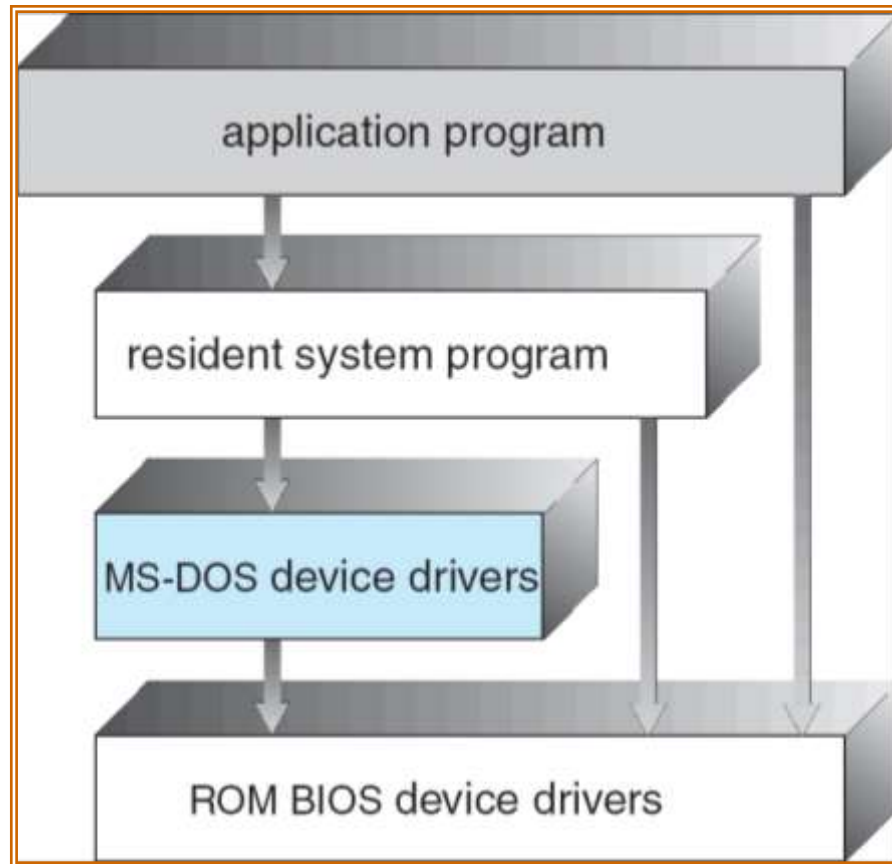 application program
resident system program
MS-DOS device drivers
ROM BIOS device drivers